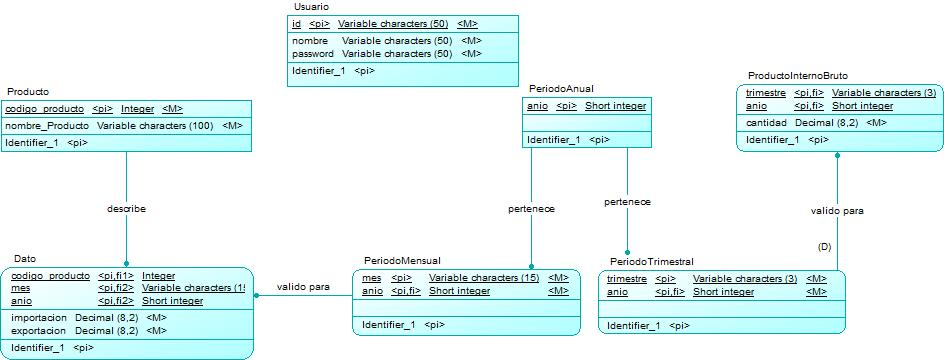 Usuario
id <pi> Variable characters (50) <M>
nombre Variable characters (50) <M>
password Variable characters (50) <M>
Identifier_1 <pi>
Producto
codigo_producto <pi> Integer <M>
nombre_Producto Variable characters (100) <M>
Identifier_1 <pi>
PeriodoAnual
anio <pi> Short integer
Identifier_1 <pi>
ProductoInternoBruto
trimestre <pi,fi> Variable characters (3)
anio <pi,fi> Short integer
cantidad Decimal (8,2) <M>
Identifier_1 <pi>
describe
pertenece
pertenece
valido para
(D)
Dato
codigo_producto <pi,fi1> Integer
mes <pi,fi2> Variable characters (1
anio <pi,fi2> Short integer
importacion Decimal (8,2) <M>
exportacion Decimal (8,2) <M>
Identifier_1 <pi>
valido para
PeriodoMensual
mes <pi> Variable characters (15) <M>
anio <pi,fi> Short integer <M>
Identifier_1 <pi>
PeriodoTrimestral
trimestre <pi> Variable characters (3) <M>
anio <pi,fi> Short integer <M>
Identifier_1 <pi>